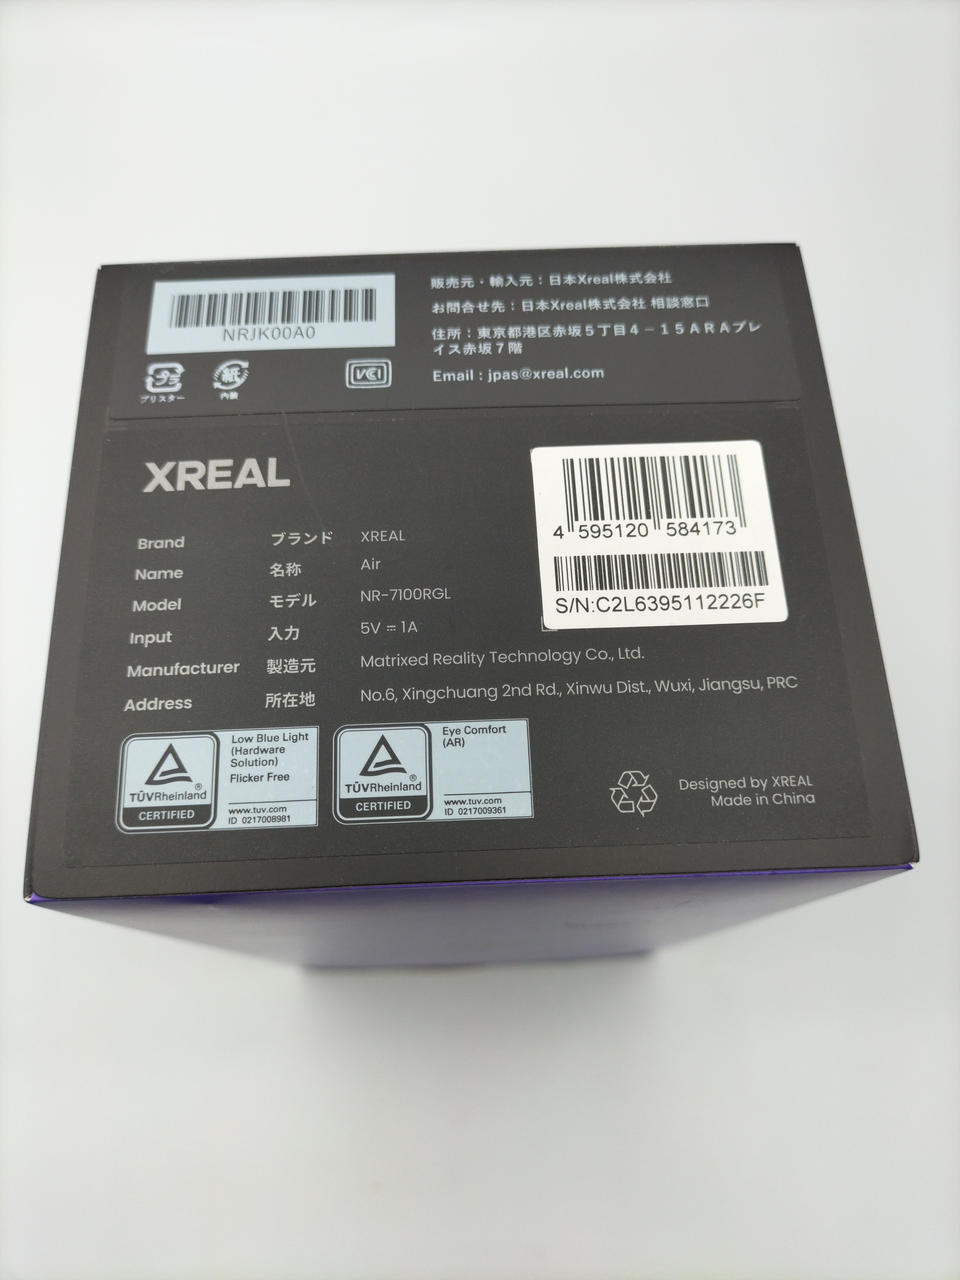 NRJK00A0
販売元・輸入元：日本Xreal株式会社
お問合せ先：日本Xreal株式会社 相談窓口
住所：東京都港区赤坂５丁目４－１５ＡＲＡプレ
イス赤坂７階
Email : jpas@xreal.com
プラ
ブリスター
紙
内装
VCCI
XREAL
Brand ブランド XREAL
Name 名称 Air
Model モデル NR-7100RGL
Input 入力 5V ⎓ 1A
Manufacturer 製造元 Matrixed Reality Technology Co., Ltd.
Address 所在地 No.6, Xingchuang 2nd Rd., Xinwu Dist., Wuxi, Jiangsu, PRC
4 595120 584173
S/N:C2L6395112226F
TÜVRheinland®
CERTIFIED
Low Blue Light
(Hardware
Solution)
Flicker Free
www.tuv.com
ID 0217008981
TÜVRheinland®
CERTIFIED
Eye Comfort
(AR)
www.tuv.com
ID 0217009361
Designed by XREAL
Made in China